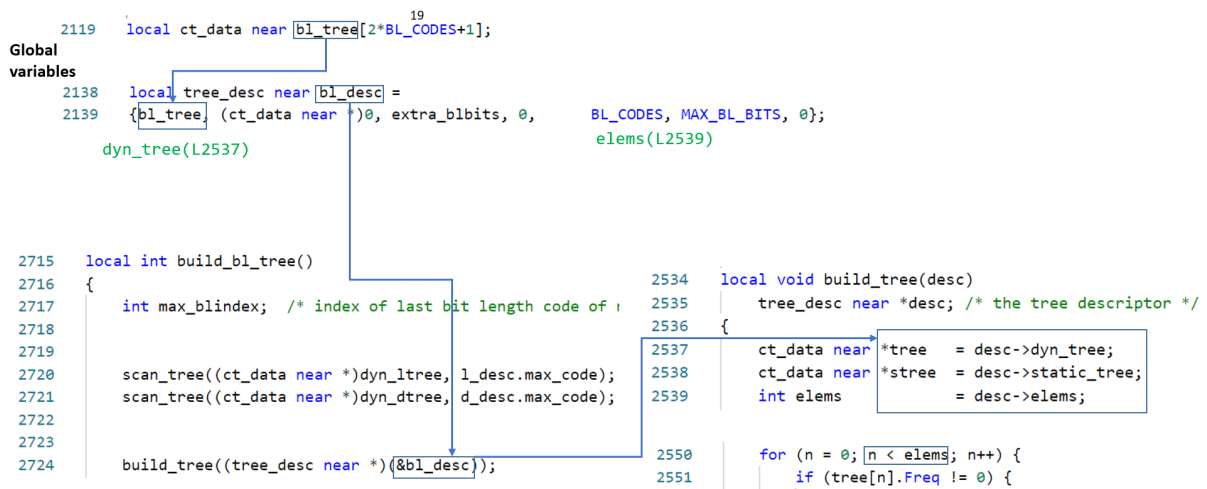 19
2119 local ct_data near bl_tree[2*BL_CODES+1];
Global
variables
2138 local tree_desc near bl_desc =
2139 {bl_tree, (ct_data near *)0, extra_blbits, 0, BL_CODES, MAX_BL_BITS, 0};
dyn_tree(L2537)
elems(L2539)
2715 local int build_bl_tree()
2716 {
2717 int max_blindex; /* index of last bit length code of
2718
2719
2720 scan_tree((ct_data near *)dyn_ltree, l_desc.max_code);
2721 scan_tree((ct_data near *)dyn_dtree, d_desc.max_code);
2722
2723
2724 build_tree((tree_desc near *)(&bl_desc));
2534 local void build_tree(desc)
2535 tree_desc near *desc; /* the tree descriptor */
2536 {
2537 ct_data near *tree = desc->dyn_tree;
2538 ct_data near *stree = desc->static_tree;
2539 int elems = desc->elems;
2550 for (n = 0; n < elems; n++) {
2551 if (tree[n].Freq != 0) {